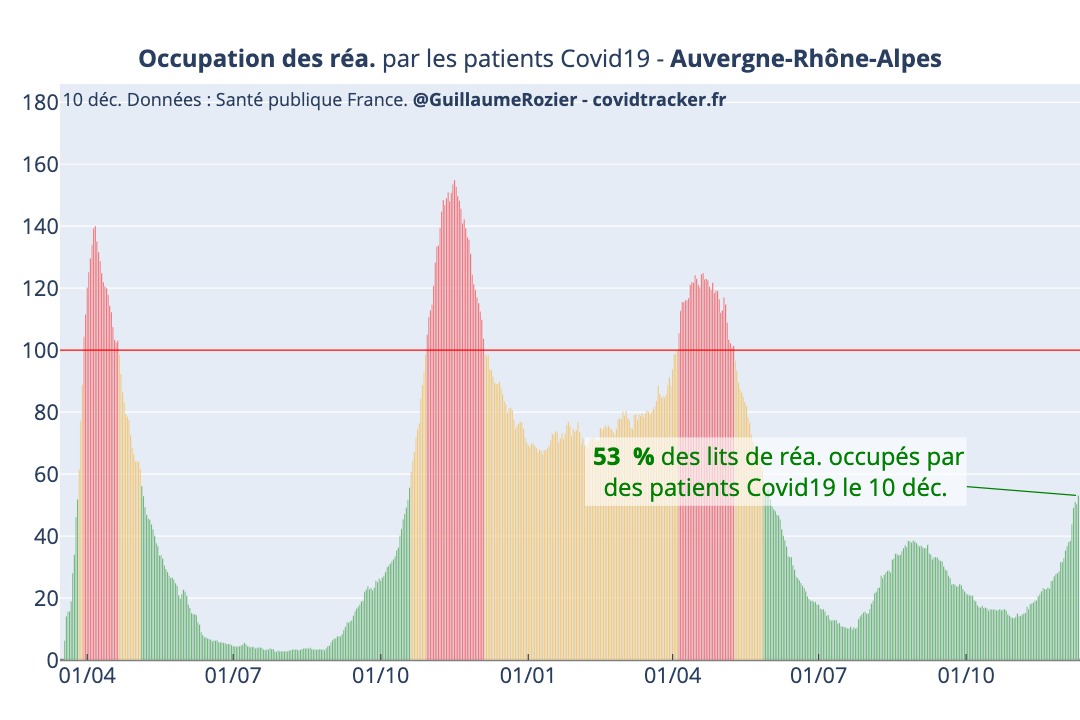 Occupation des réa. par les patients Covid19 - Auvergne-Rhône-Alpes
10 déc. Données : Santé publique France. @GuillaumeRozier - covidtracker.fr
180
160
140
120
100
80
60
40
20
0
53 % des lits de réa. occupés par
des patients Covid19 le 10 déc.
01/04 01/07 01/10 01/01 01/04 01/07 01/10